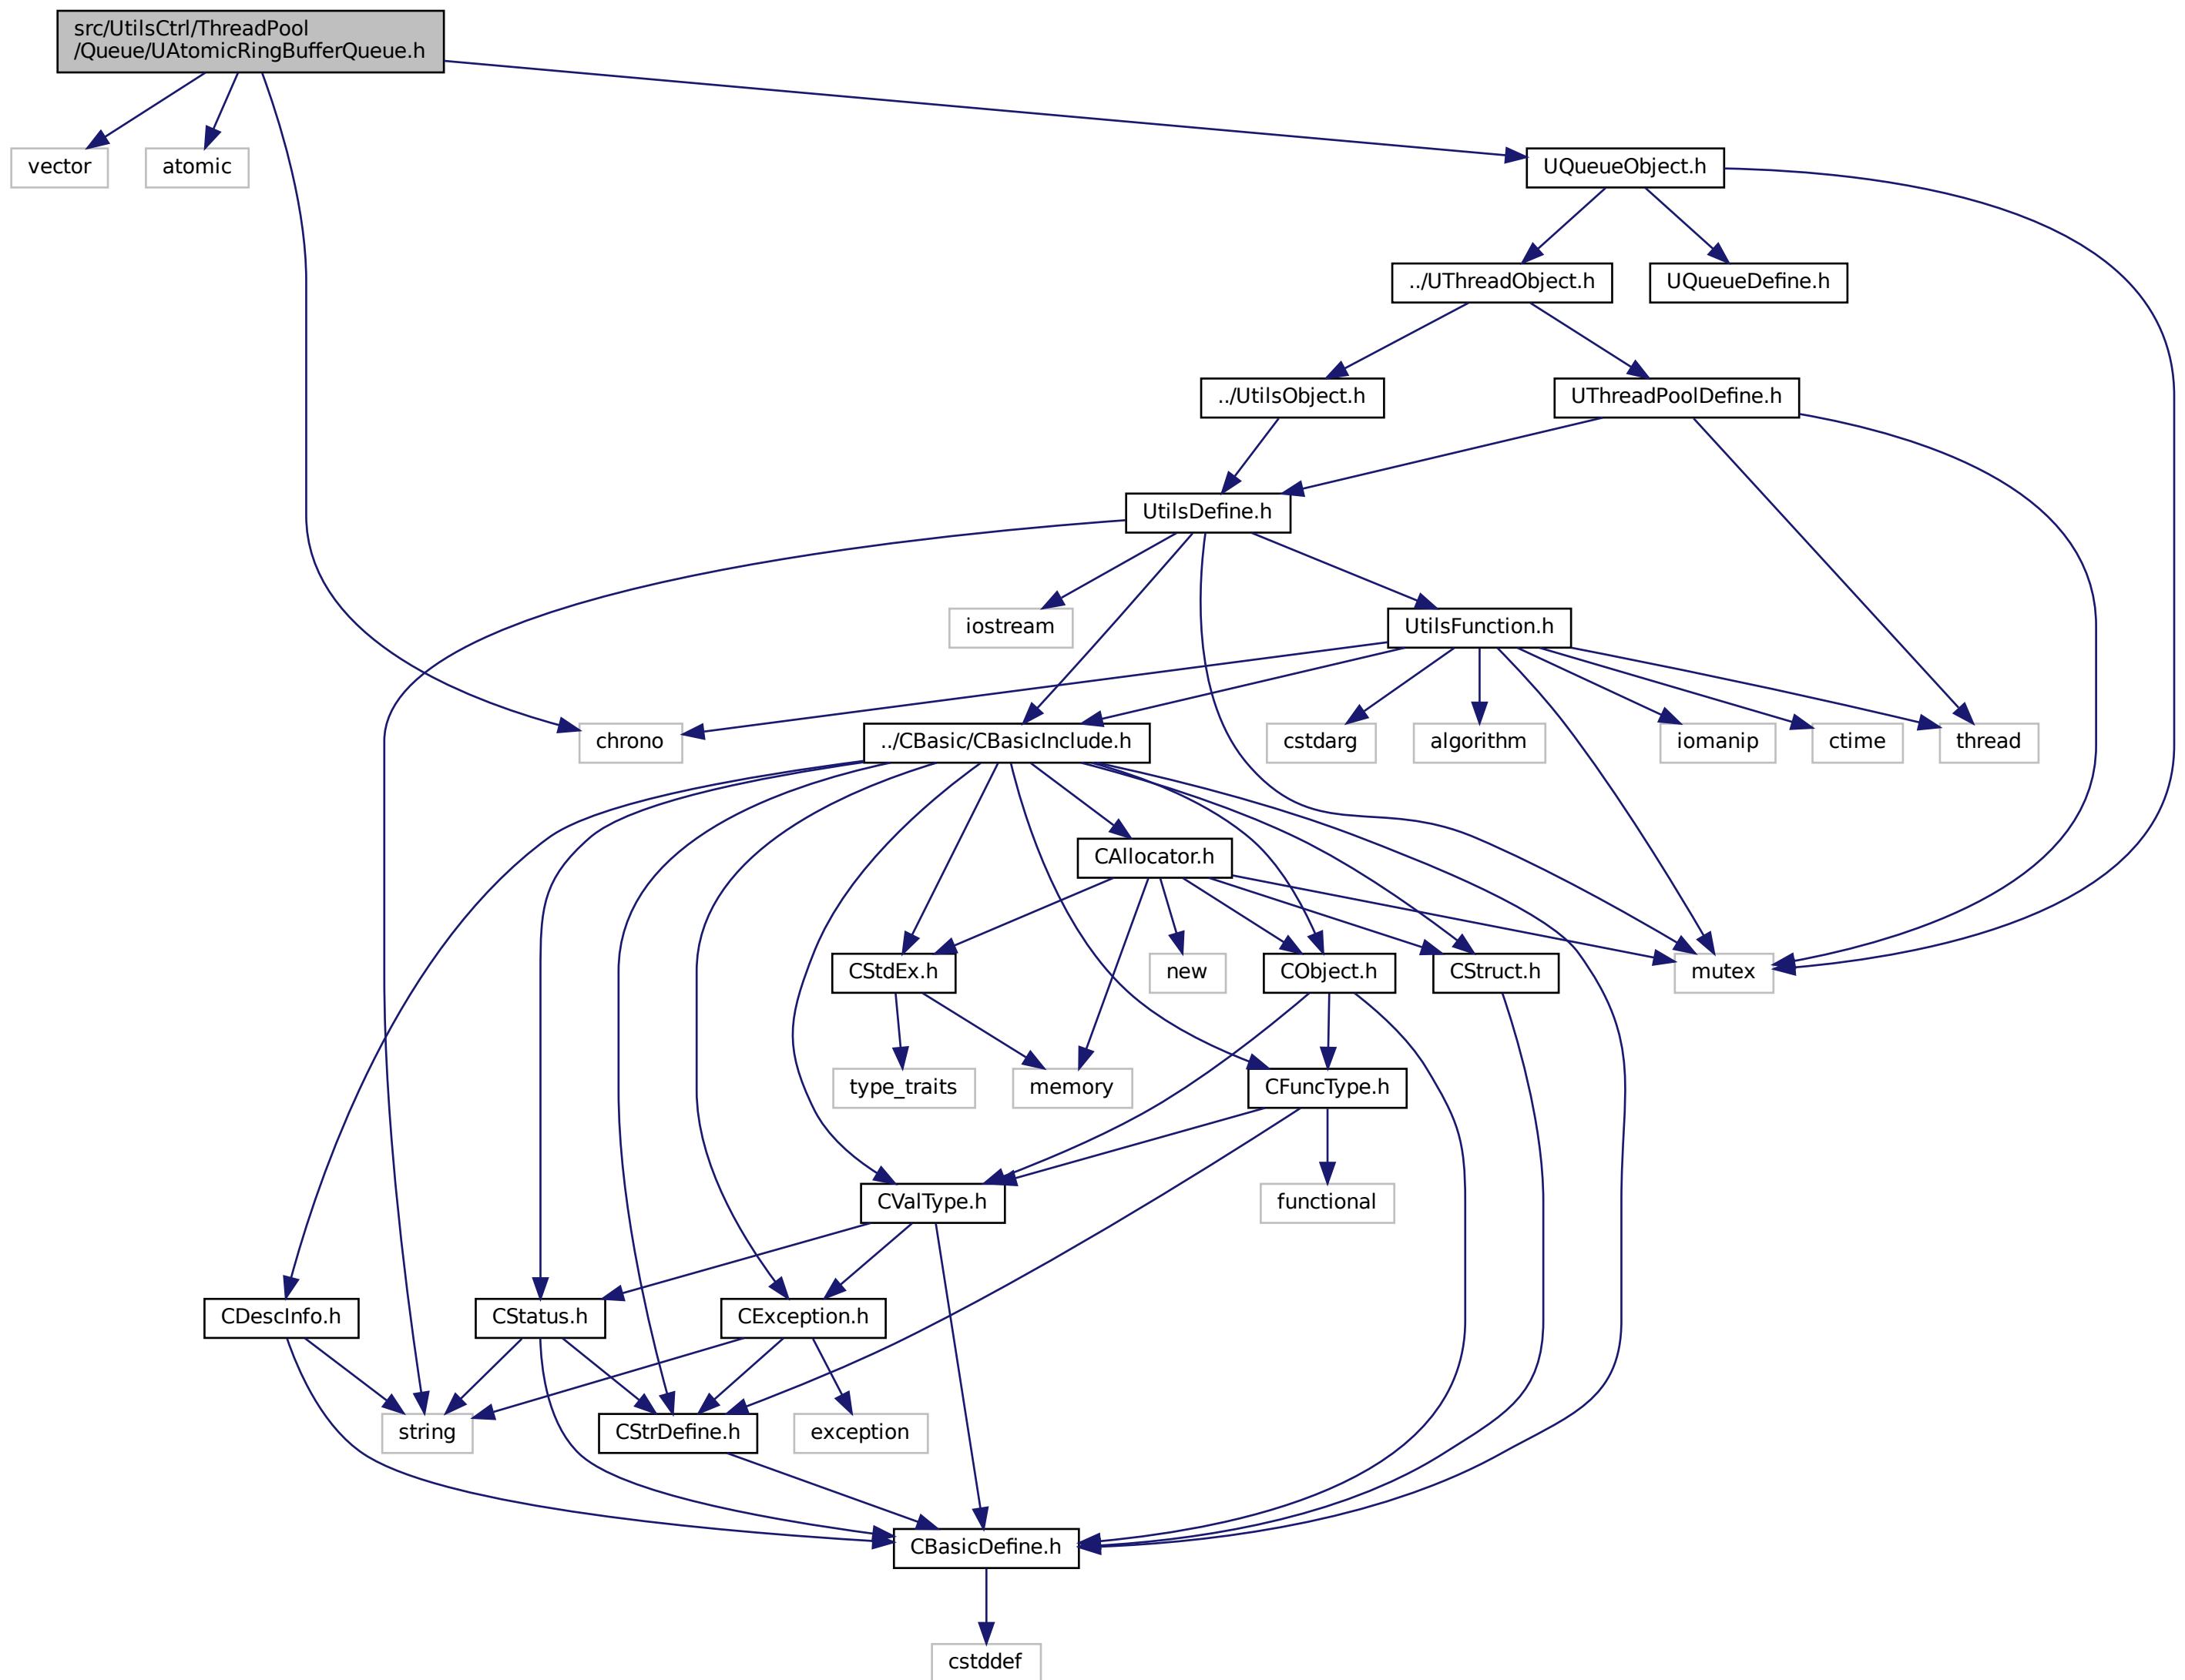 src/UtilsCtrl/ThreadPool
/Queue/UAtomicRingBufferQueue.h
vector
atomic
UQueueObject.h
../UThreadObject.h
UQueueDefine.h
../UtilsObject.h
UThreadPoolDefine.h
UtilsDefine.h
iostream
UtilsFunction.h
chrono
../CBasic/CBasicInclude.h
cstdarg
algorithm
iomanip
ctime
thread
CAllocator.h
CStdEx.h
new
CObject.h
CStruct.h
mutex
type_traits
memory
CFuncType.h
CValType.h
functional
CDescInfo.h
CStatus.h
CException.h
string
CStrDefine.h
exception
CBasicDefine.h
cstddef